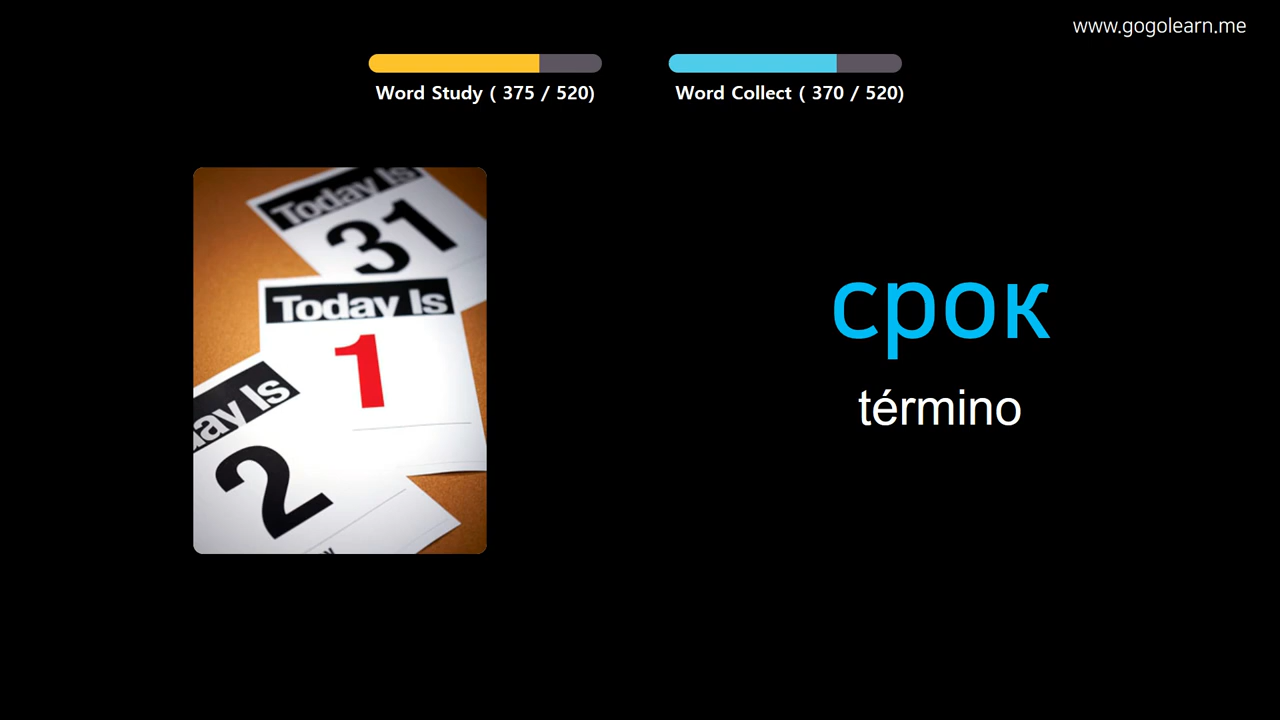 www.gogolearn.me
Word Study ( 375 / 520)
Word Collect ( 370 / 520)
Today Is
31
Today Is
1
day Is
2
срок
término